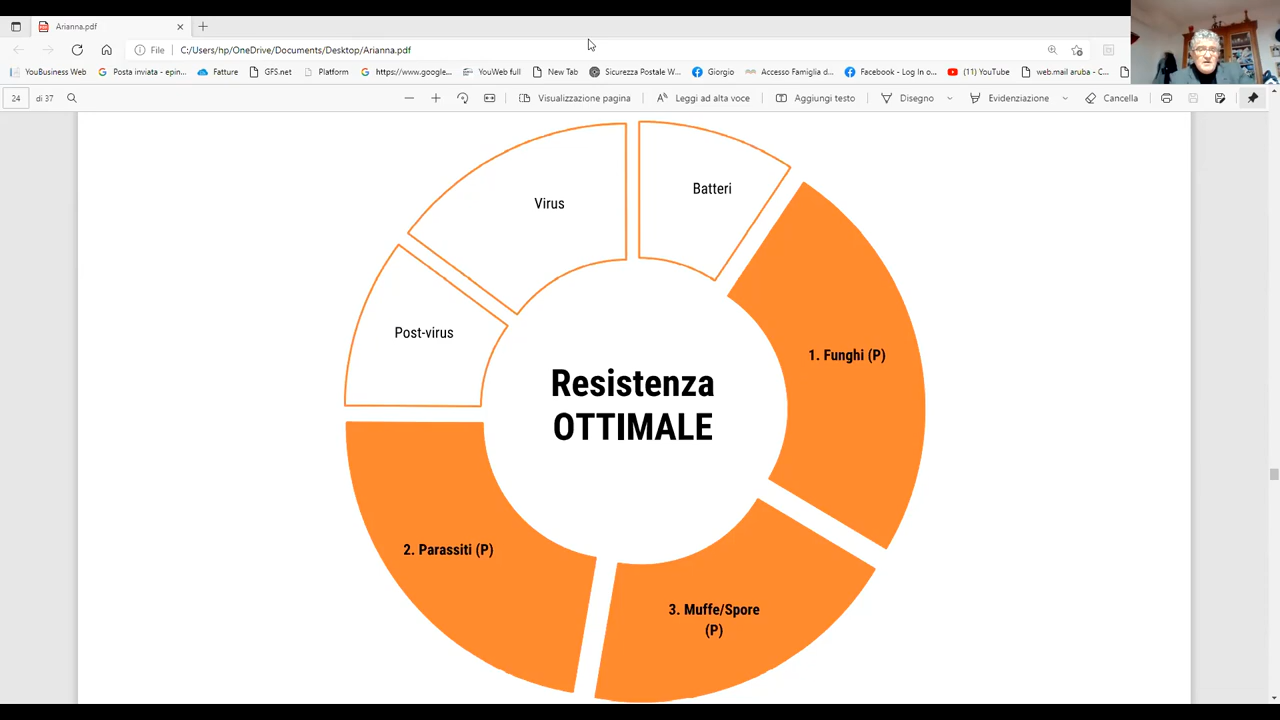 Arianna.pdf
File
C:/Users/hp/OneDrive/Documents/Desktop/Arianna.pdf
YouBusiness Web
Posta inviata - epin...
Fatture
GFS.net
Platform
https://www.google...
YouWeb full
New Tab
Sicurezza Postale W...
Giorgio
Accesso Famiglia d...
Facebook - Log In o...
(11) YouTube
web.mail aruba - C...
24 di 37
Visualizzazione pagina
Leggi ad alta voce
Aggiungi testo
Disegno
Evidenziazione
Cancella
Virus
Batteri
Post-virus
1. Funghi (P)
Resistenza
OTTIMALE
2. Parassiti (P)
3. Muffe/Spore
(P)